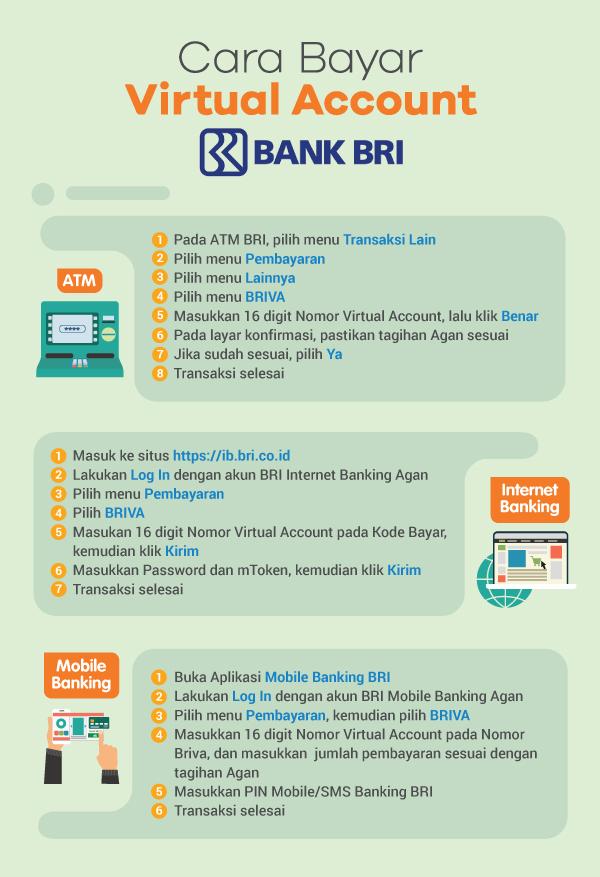 Cara Bayar
Virtual Account
BANK BRI
ATM
1 Pada ATM BRI, pilih menu Transaksi Lain
2 Pilih menu Pembayaran
3 Pilih menu Lainnya
4 Pilih menu BRIVA
5 Masukkan 16 digit Nomor Virtual Account, lalu klik Benar
6 Pada layar konfirmasi, pastikan tagihan Agan sesuai
7 Jika sudah sesuai, pilih Ya
8 Transaksi selesai
Internet
Banking
1 Masuk ke situs https://ib.bri.co.id
2 Lakukan Log In dengan akun BRI Internet Banking Agan
3 Pilih menu Pembayaran
4 Pilih BRIVA
5 Masukan 16 digit Nomor Virtual Account pada Kode Bayar,
kemudian klik Kirim
6 Masukkan Password dan mToken, kemudian klik Kirim
7 Transaksi selesai
Mobile
Banking
1 Buka Aplikasi Mobile Banking BRI
2 Lakukan Log In dengan akun BRI Mobile Banking Agan
3 Pilih menu Pembayaran, kemudian pilih BRIVA
4 Masukkan 16 digit Nomor Virtual Account pada Nomor
Briva, dan masukkan jumlah pembayaran sesuai dengan
tagihan Agan
5 Masukkan PIN Mobile/SMS Banking BRI
6 Transaksi selesai